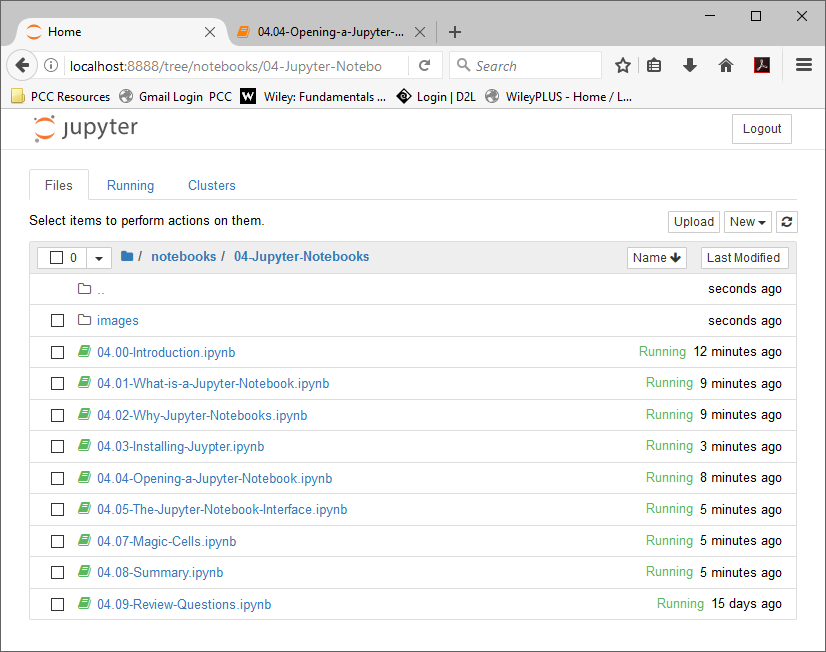 Home
04.04-Opening-a-Jupyter-...
localhost:8888/tree/notebooks/04-Jupyter-Notebo
Search
PCC Resources Gmail Login PCC W Wiley: Fundamentals ... Login | D2L WileyPLUS - Home / L...
jupyter
Logout
Files Running Clusters
Select items to perform actions on them.
Upload New
0 / notebooks / 04-Jupyter-Notebooks Name Last Modified
.. seconds ago
images seconds ago
04.00-Introduction.ipynb Running 12 minutes ago
04.01-What-is-a-Jupyter-Notebook.ipynb Running 9 minutes ago
04.02-Why-Jupyter-Notebooks.ipynb Running 9 minutes ago
04.03-Installing-Juypter.ipynb Running 3 minutes ago
04.04-Opening-a-Jupyter-Notebook.ipynb Running 8 minutes ago
04.05-The-Jupyter-Notebook-Interface.ipynb Running 5 minutes ago
04.07-Magic-Cells.ipynb Running 5 minutes ago
04.08-Summary.ipynb Running 5 minutes ago
04.09-Review-Questions.ipynb Running 15 days ago